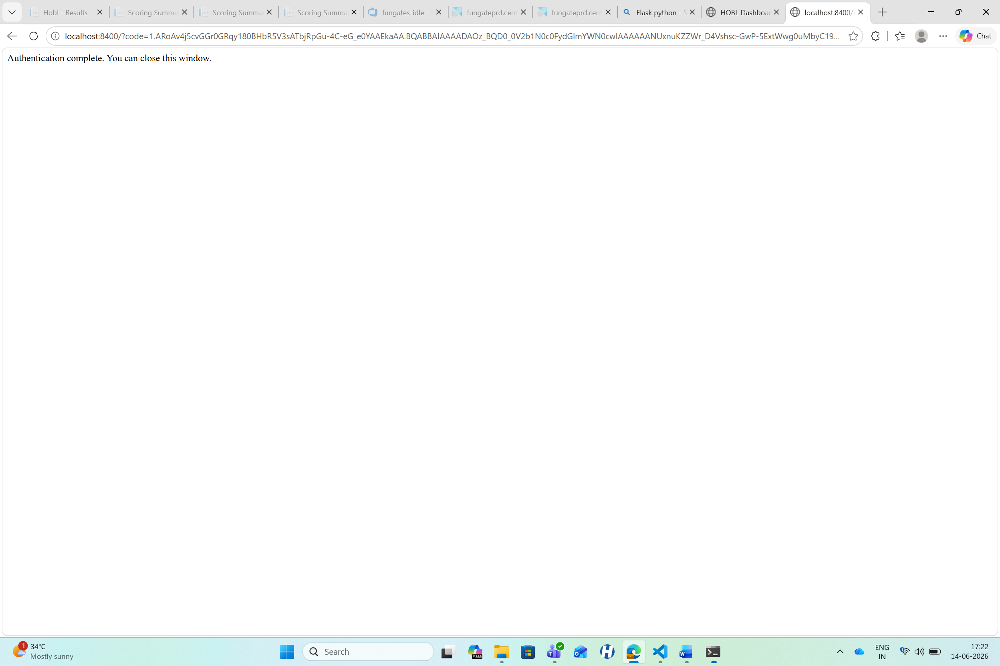 Hobl - Results
Scoring Summa
Scoring Summa
Scoring Summa
fungates-idle -
fungateprd.cent
fungateprd.cent
Flask python - S
HOBL Dashboar
localhost:8400/?
localhost:8400/?code=1.ARoAv4j5cvGGr0GRqy180BHbR5V3sATbjRpGu-4C-eG_e0YAAEkaAA.BQABBAIAAAADAOz_BQD0_0V2b1N0c0FydGlmYWN0cwIAAAAAANUxnuKZZWr_D4Vshsc-GwP-5ExtWwg0uMbyC19...
Chat
Authentication complete. You can close this window.
1
34°C
Mostly sunny
Search
M365
ENG
IN
17:22
14-06-2026